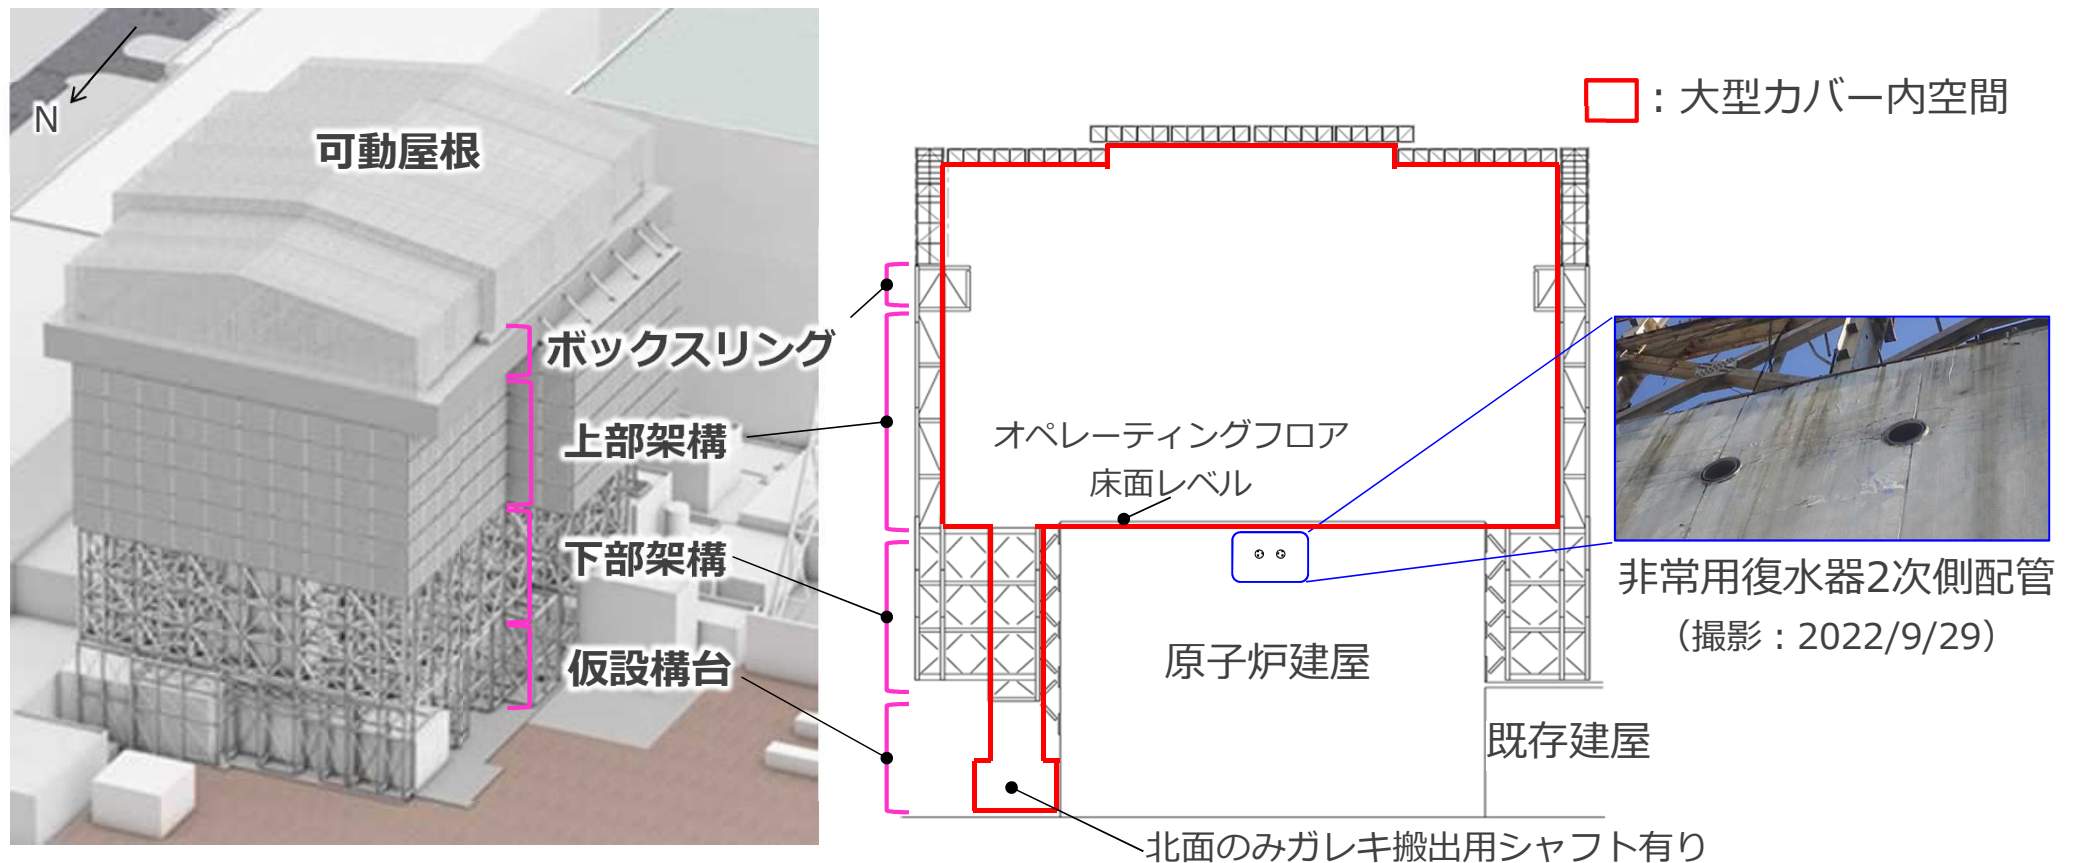 N
可動屋根
ボックスリング
上部架構
下部架構
仮設構台
：大型カバー内空間
オペレーティングフロア
床面レベル
非常用復水器2次側配管
（撮影：2022/9/29）
原子炉建屋
既存建屋
北面のみガレキ搬出用シャフト有り